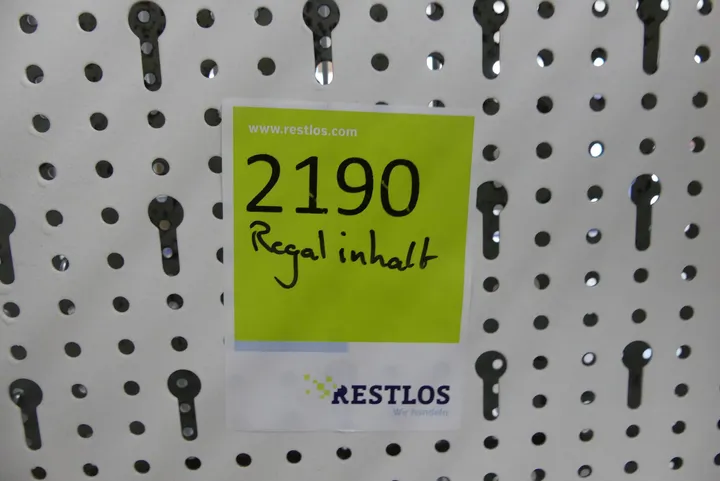 www.restlos.com
2190
Regal inhalt
RESTLOS
Wir handeln